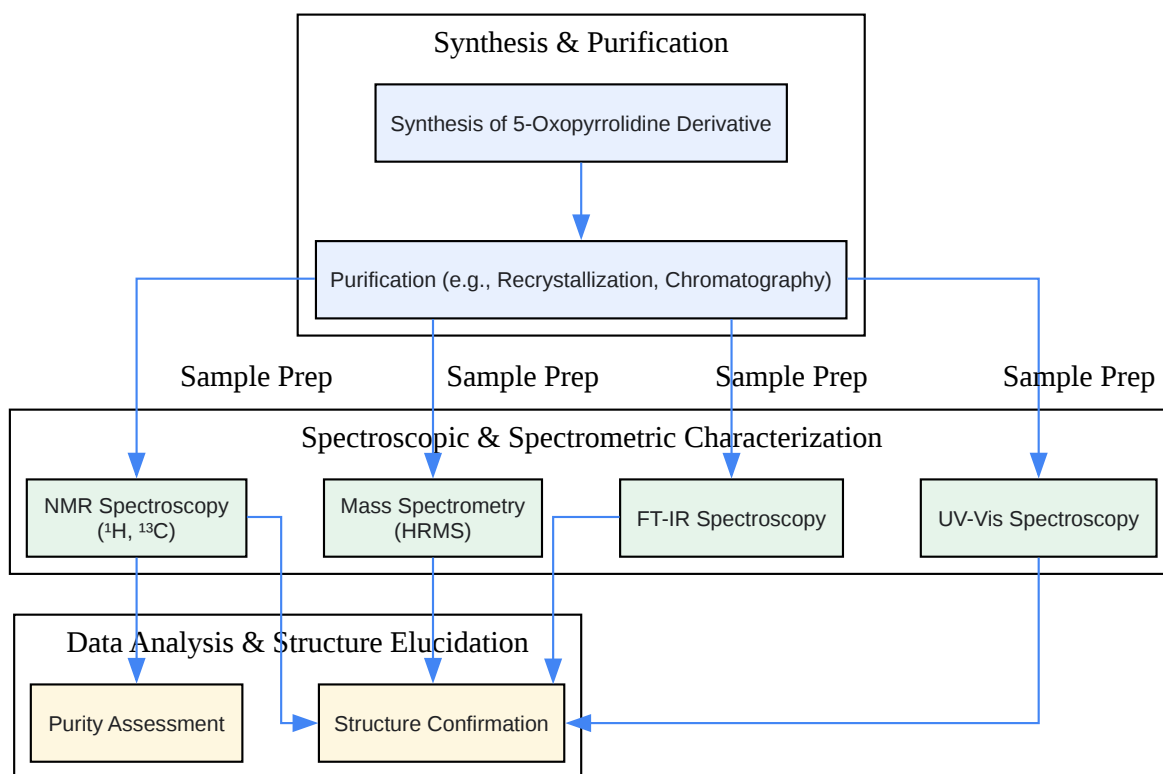 Synthesis & Purification
Synthesis of 5-Oxopyrrolidine Derivative
Purification (e.g., Recrystallization, Chromatography)
Sample Prep
Sample Prep
Sample Prep
Sample Prep
Spectroscopic & Spectrometric Characterization
NMR Spectroscopy
(¹H, ¹³C)
Mass Spectrometry
(HRMS)
FT-IR Spectroscopy
UV-Vis Spectroscopy
Data Analysis & Structure Elucidation
Purity Assessment
Structure Confirmation